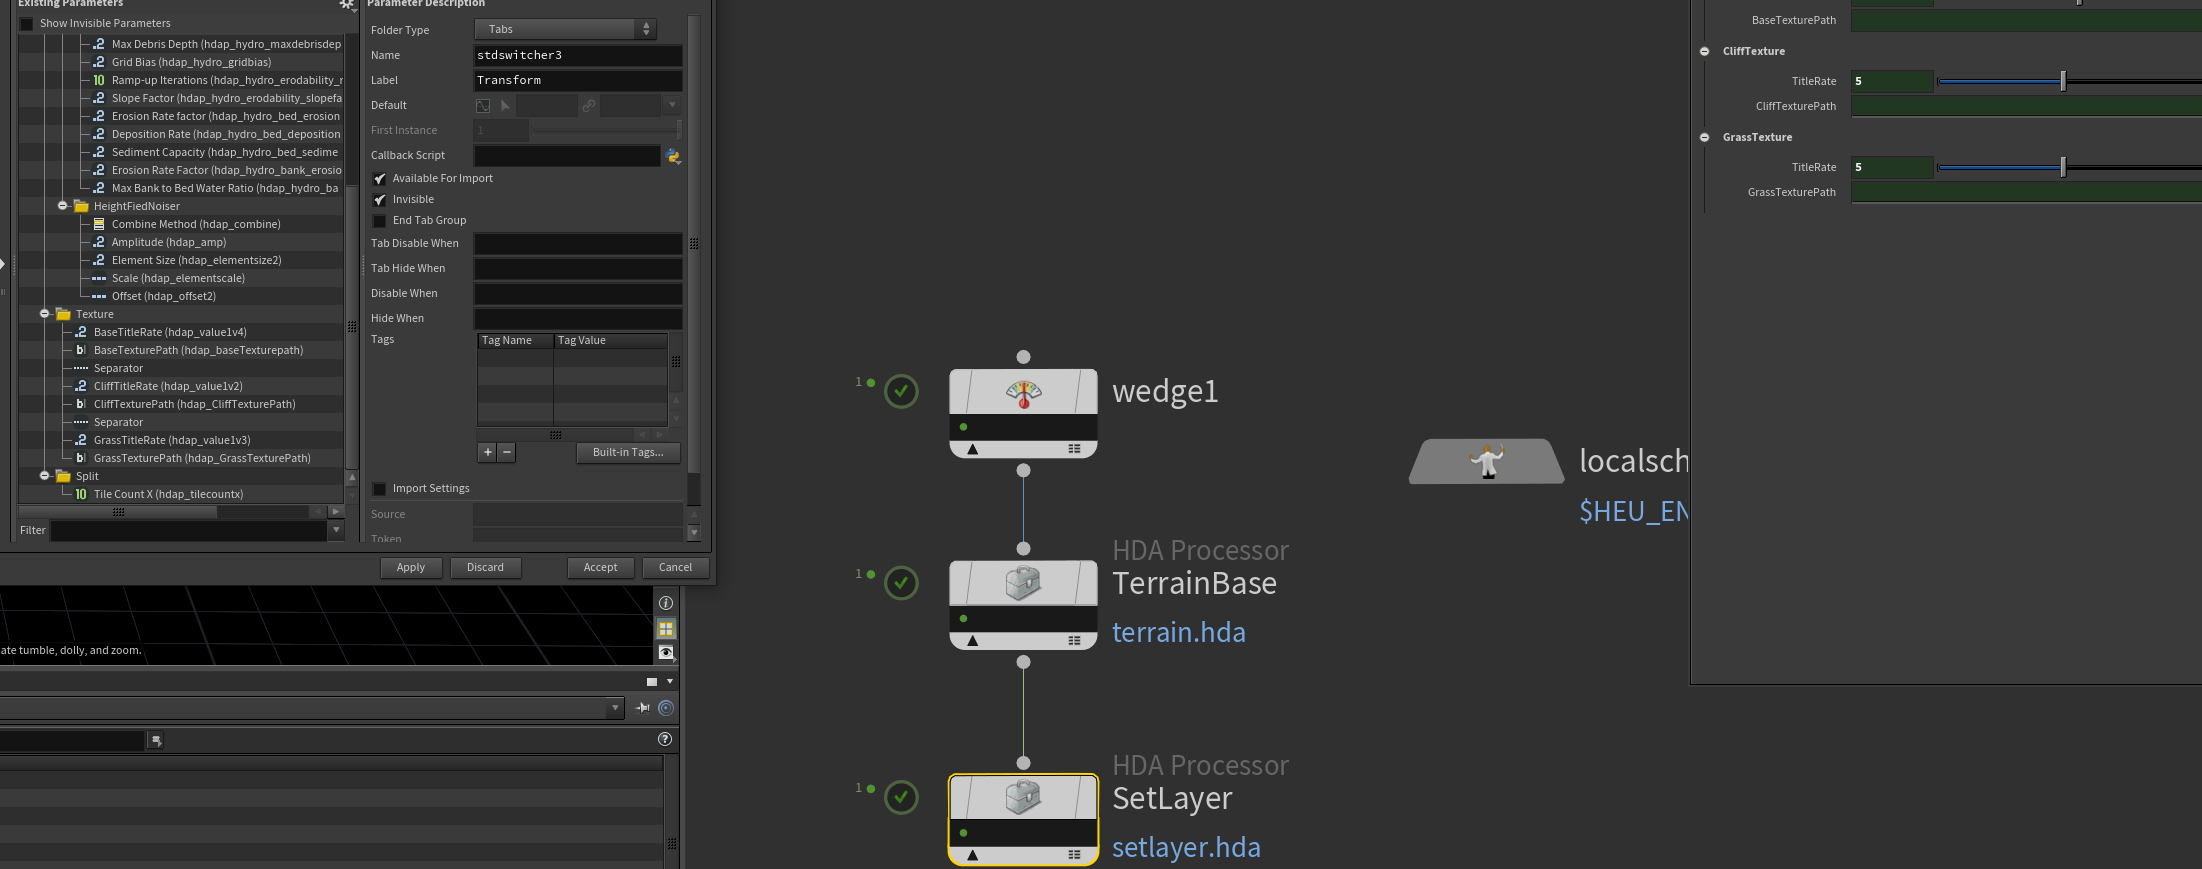 Existing Parameters
Show Invisible Parameters
Max Debris Depth (hdap_hydro_maxdebrisdep
Grid Bias (hdap_hydro_gridbias)
Ramp-up Iterations (hdap_hydro_erodability_r
Slope Factor (hdap_hydro_erodability_slopefa
Erosion Rate factor (hdap_hydro_bed_erosion
Deposition Rate (hdap_hydro_bed_deposition
Sediment Capacity (hdap_hydro_bed_sedime
Erosion Rate Factor (hdap_hydro_bank_erosio
Max Bank to Bed Water Ratio (hdap_hydro_ba
HeightFiedNoiser
Combine Method (hdap_combine)
Amplitude (hdap_amp)
Element Size (hdap_elementsize2)
Scale (hdap_elementscale)
Offset (hdap_offset2)
Texture
BaseTitleRate (hdap_value1v4)
BaseTexturePath (hdap_baseTexturepath)
Separator
CliffTitleRate (hdap_value1v2)
CliffTexturePath (hdap_CliffTexturePath)
Separator
GrassTitleRate (hdap_value1v3)
GrassTexturePath (hdap_GrassTexturePath)
Split
Tile Count X (hdap_tilecountx)
Filter
Parameter Description
Folder Type Tabs
Name stdswitcher3
Label Transform
Default
First Instance 1
Callback Script
Available For Import
Invisible
End Tab Group
Tab Disable When
Tab Hide When
Disable When
Hide When
Tags Tag Name Tag Value
+ − Built-in Tags...
Import Settings
Source
Token
Apply Discard Accept Cancel
ate tumble, dolly, and zoom.
1 wedge1
HDA Processor
1 TerrainBase
terrain.hda
HDA Processor
1 SetLayer
setlayer.hda
localsch
$HEU_EN
BaseTexturePath
CliffTexture
TitleRate 5
CliffTexturePath
GrassTexture
TitleRate 5
GrassTexturePath